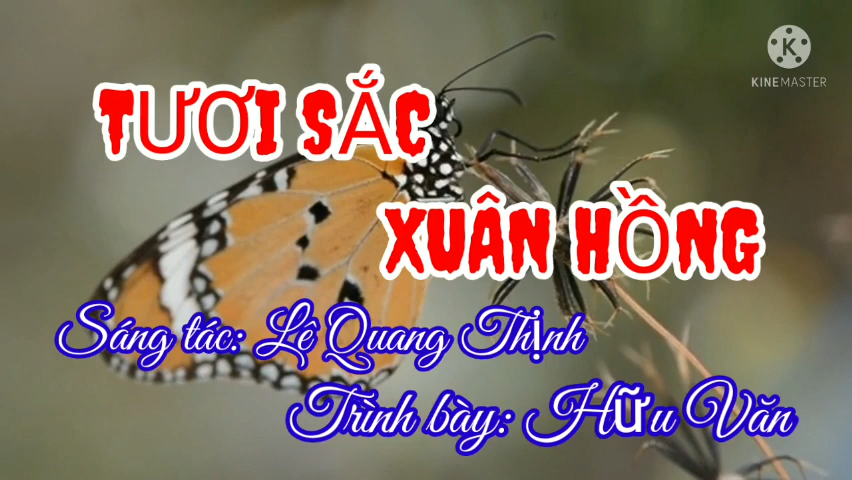 KINEMASTER
TƯƠI SẮC
XUÂN HỒNG
Sáng tác: Lê Quang Thịnh
Trình bày: Hữu Văn